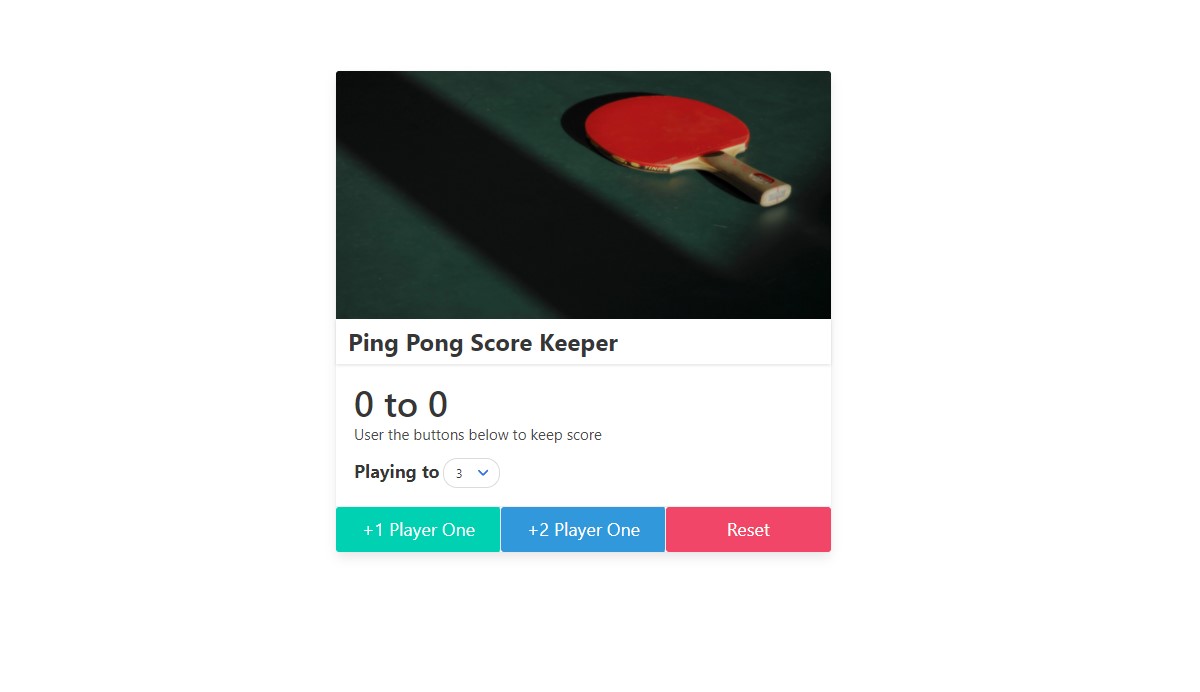 Ping Pong Score Keeper
0 to 0
User the buttons below to keep score
Playing to 3
+1 Player One
+2 Player One
Reset